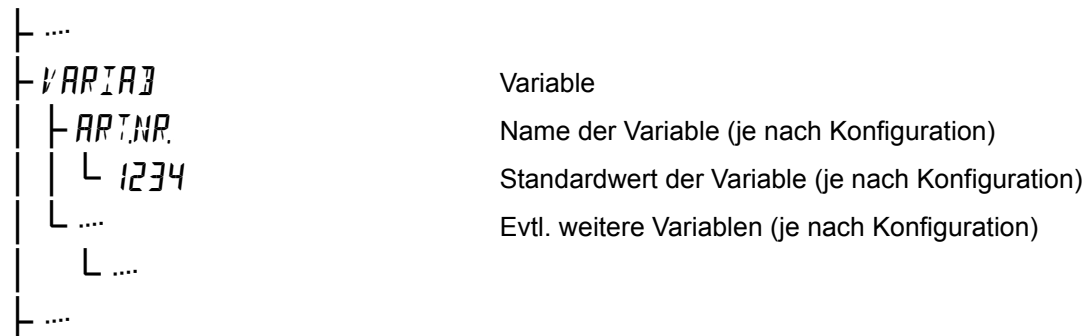 ....
VARIAB Variable
ART.NR. Name der Variable (je nach Konfiguration)
1234 Standardwert der Variable (je nach Konfiguration)
.... Evtl. weitere Variablen (je nach Konfiguration)
....
....